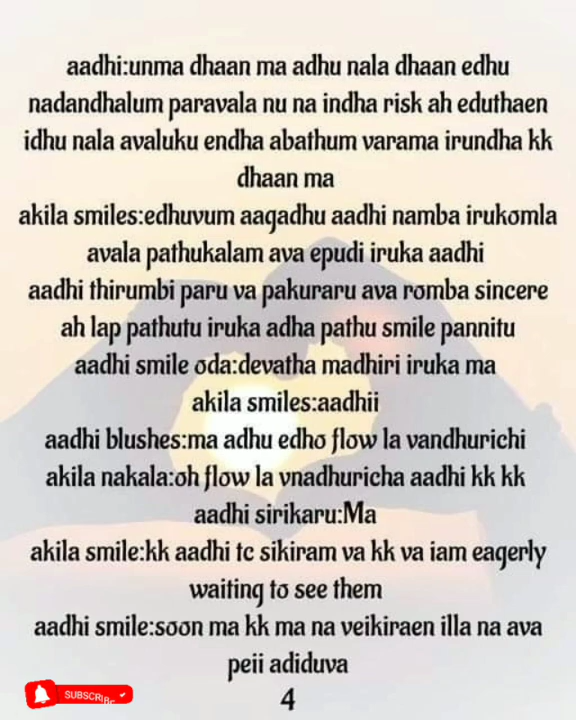 aadhi:unma dhaan ma adhu nala dhaan edhu
nadandhalum paravala nu na indha risk ah eduthaen
idhu nala avaluku endha abathum varama irundha kk
dhaan ma
akila smiles:edhuvum aagadhu aadhi namba irukomla
avala pathukalam ava epudi iruka aadhi
aadhi thirumbi paru va pakuraru ava romba sincere
ah lap pathutu iruka adha pathu smile pannitu
aadhi smile oda:devatha madhiri iruka ma
akila smiles:aadhii
aadhi blushes:ma adhu edho flow la vandhurichi
akila nakala:oh flow la vnadhuricha aadhi kk kk
aadhi sirikaru:Ma
akila smile:kk aadhi tc sikiram va kk va iam eagerly
waiting to see them
aadhi smile:soon ma kk ma na veikiraen illa na ava
peii adiduva
SUBSCRIBE
4